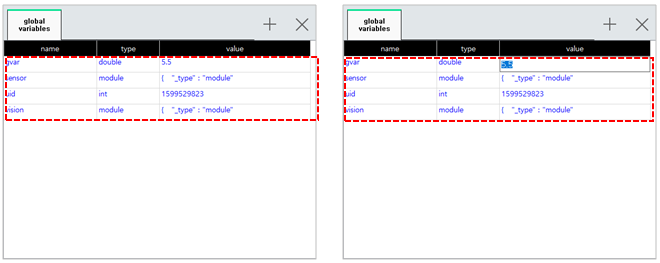 global
variables
name type value
gvar double 5.5
sensor module { "_type" : "module"
uid int 1599529823
vision module { "_type" : "module"
global
variables
name type value
gvar double 5.5
sensor module { "_type" : "module"
uid int 1599529823
vision module { "_type" : "module"